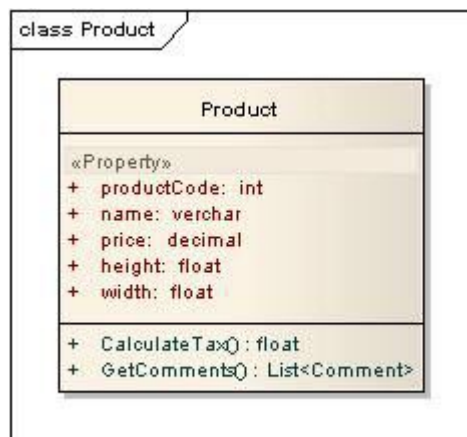 class Product
Product
«Property»
+ productCode: int
+ name: verchar
+ price: decimal
+ height: float
+ width: float
+ CalculateTax() : float
+ GetComments() : List<Comment>